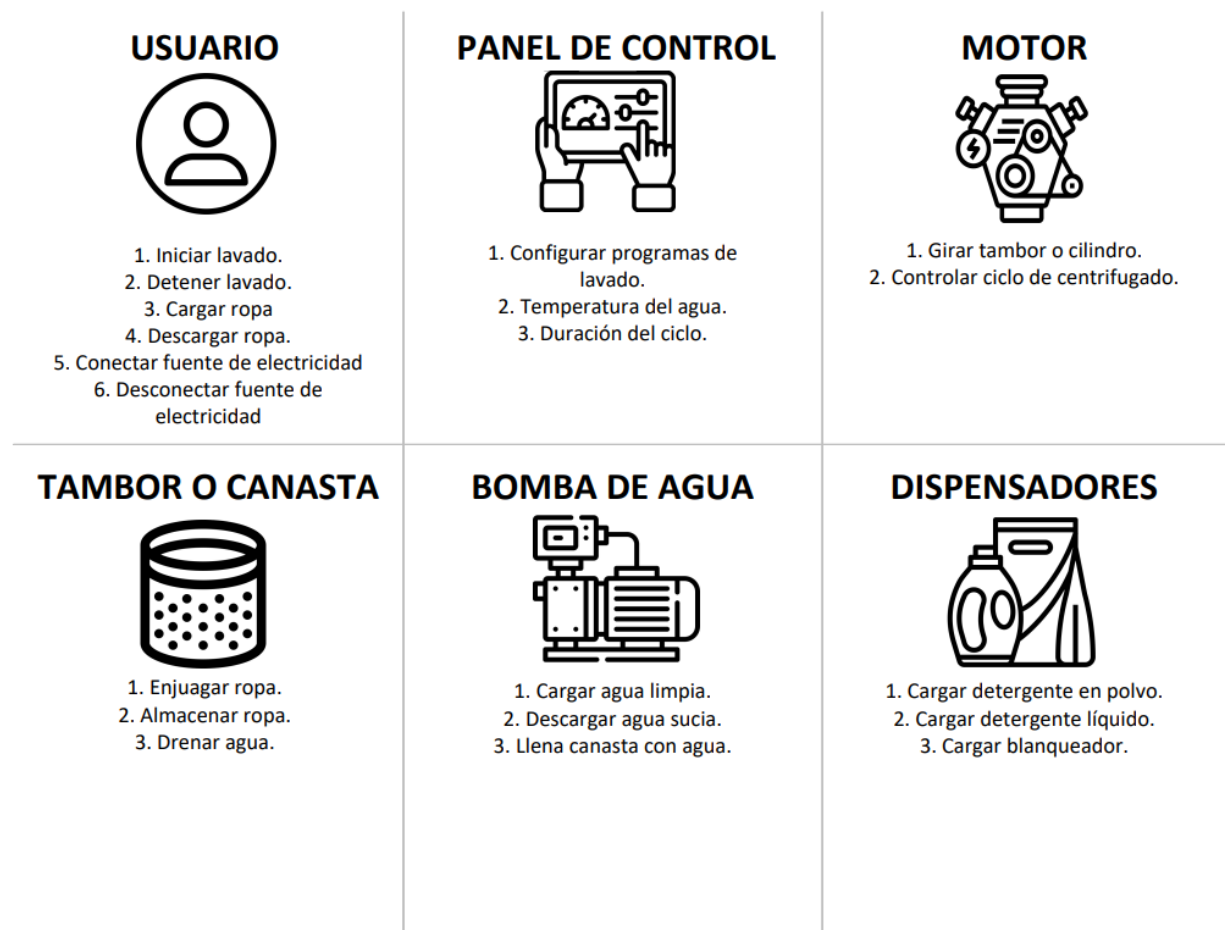 USUARIO
1. Iniciar lavado.
2. Detener lavado.
3. Cargar ropa
4. Descargar ropa.
5. Conectar fuente de electricidad
6. Desconectar fuente de
electricidad
PANEL DE CONTROL
1. Configurar programas de
lavado.
2. Temperatura del agua.
3. Duración del ciclo.
MOTOR
1. Girar tambor o cilindro.
2. Controlar ciclo de centrifugado.
TAMBOR O CANASTA
1. Enjuagar ropa.
2. Almacenar ropa.
3. Drenar agua.
BOMBA DE AGUA
1. Cargar agua limpia.
2. Descargar agua sucia.
3. Llena canasta con agua.
DISPENSADORES
1. Cargar detergente en polvo.
2. Cargar detergente líquido.
3. Cargar blanqueador.